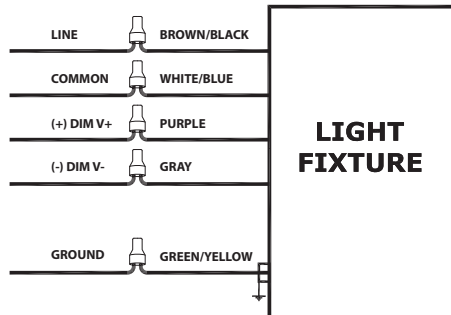 LINE BROWN/BLACK
COMMON WHITE/BLUE
(+) DIM V+ PURPLE
(-) DIM V- GRAY
GROUND GREEN/YELLOW
LIGHT
FIXTURE